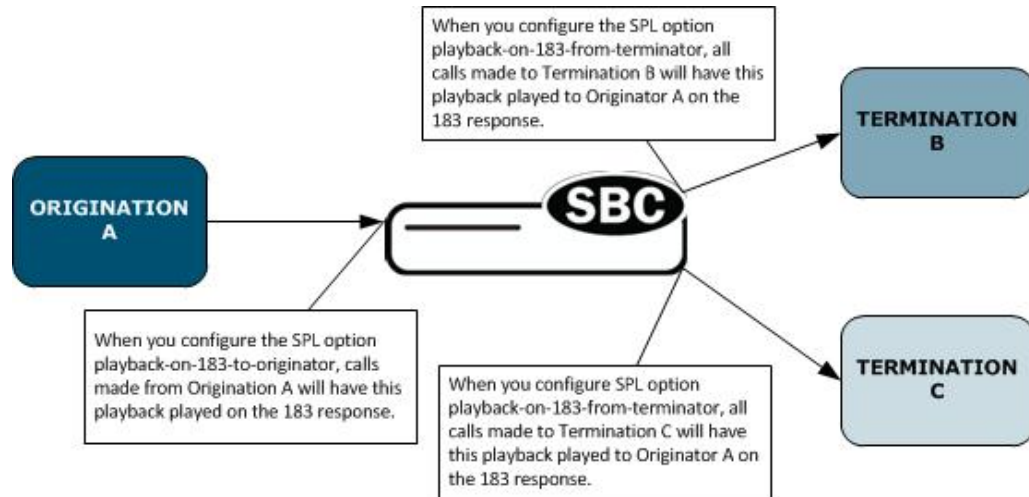 When you configure the SPL option
playback-on-183-from-terminator, all
calls made to Termination B will have this
playback played to Originator A on the
183 response.
TERMINATION
B
ORIGINATION
A
SBC
When you configure the SPL option
playback-on-183-to-originator, calls
made from Origination A will have this
playback played on the 183 response.
When you configure SPL option
playback-on-183-from-terminator, all
calls made to Termination C will have
this playback played to Originator A on
the 183 response.
TERMINATION
C